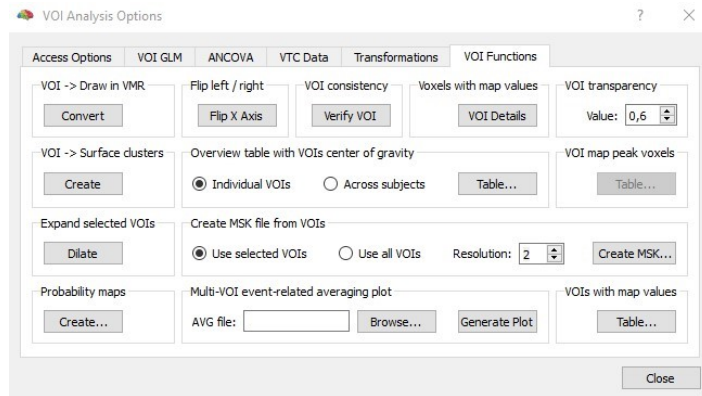 VOI Analysis Options
? ×
Access Options VOI GLM ANCOVA VTC Data Transformations VOI Functions
VOI -> Draw in VMR Flip left / right VOI consistency Voxels with map values VOI transparency
Convert Flip X Axis Verify VOI VOI Details Value: 0,6
VOI -> Surface clusters Overview table with VOIs center of gravity VOI map peak voxels
Create Individual VOIs Across subjects Table... Table...
Expand selected VOIs Create MSK file from VOIs
Dilate Use selected VOIs Use all VOIs Resolution: 2 Create MSK...
Probability maps Multi-VOI event-related averaging plot VOIs with map values
Create... AVG file: Browse... Generate Plot Table...
Close